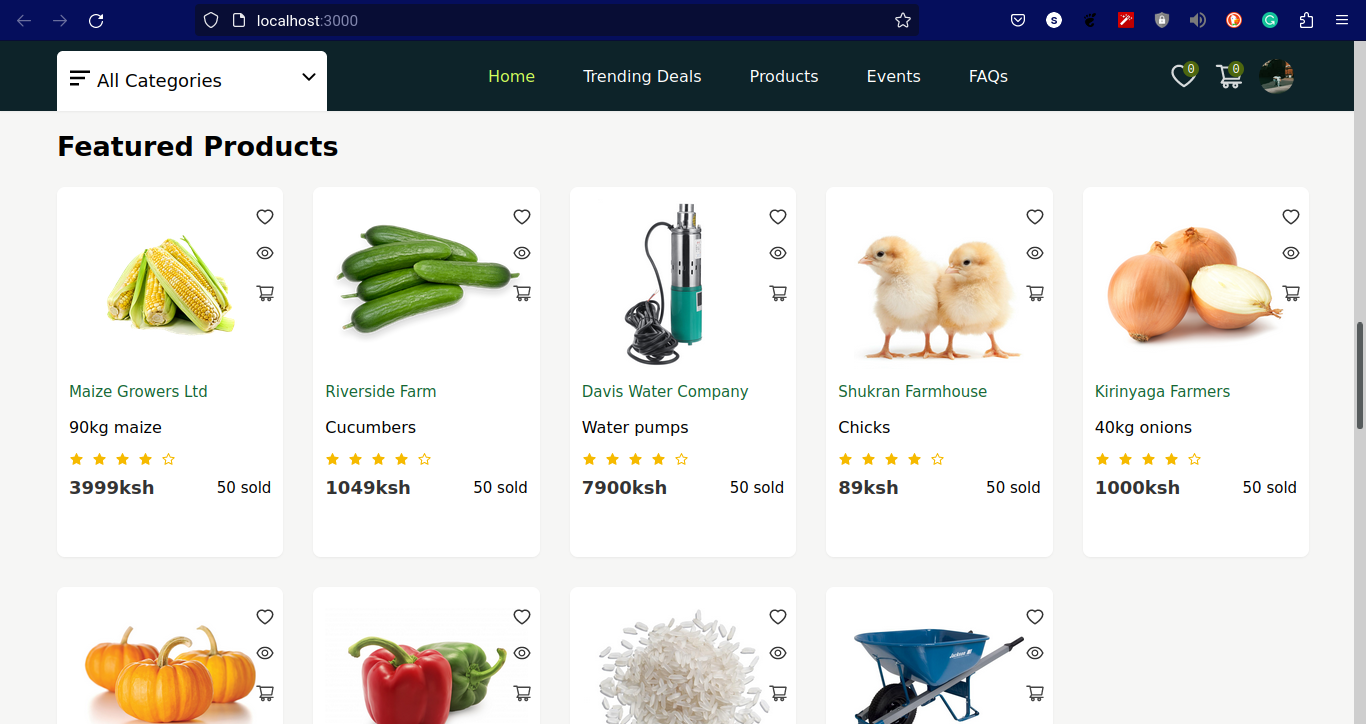 localhost:3000
All Categories
Home Trending Deals Products Events FAQs
0 0
Featured Products
Maize Growers Ltd
90kg maize
3999ksh 50 sold
Riverside Farm
Cucumbers
1049ksh 50 sold
Davis Water Company
Water pumps
7900ksh 50 sold
Shukran Farmhouse
Chicks
89ksh 50 sold
Kirinyaga Farmers
40kg onions
1000ksh 50 sold